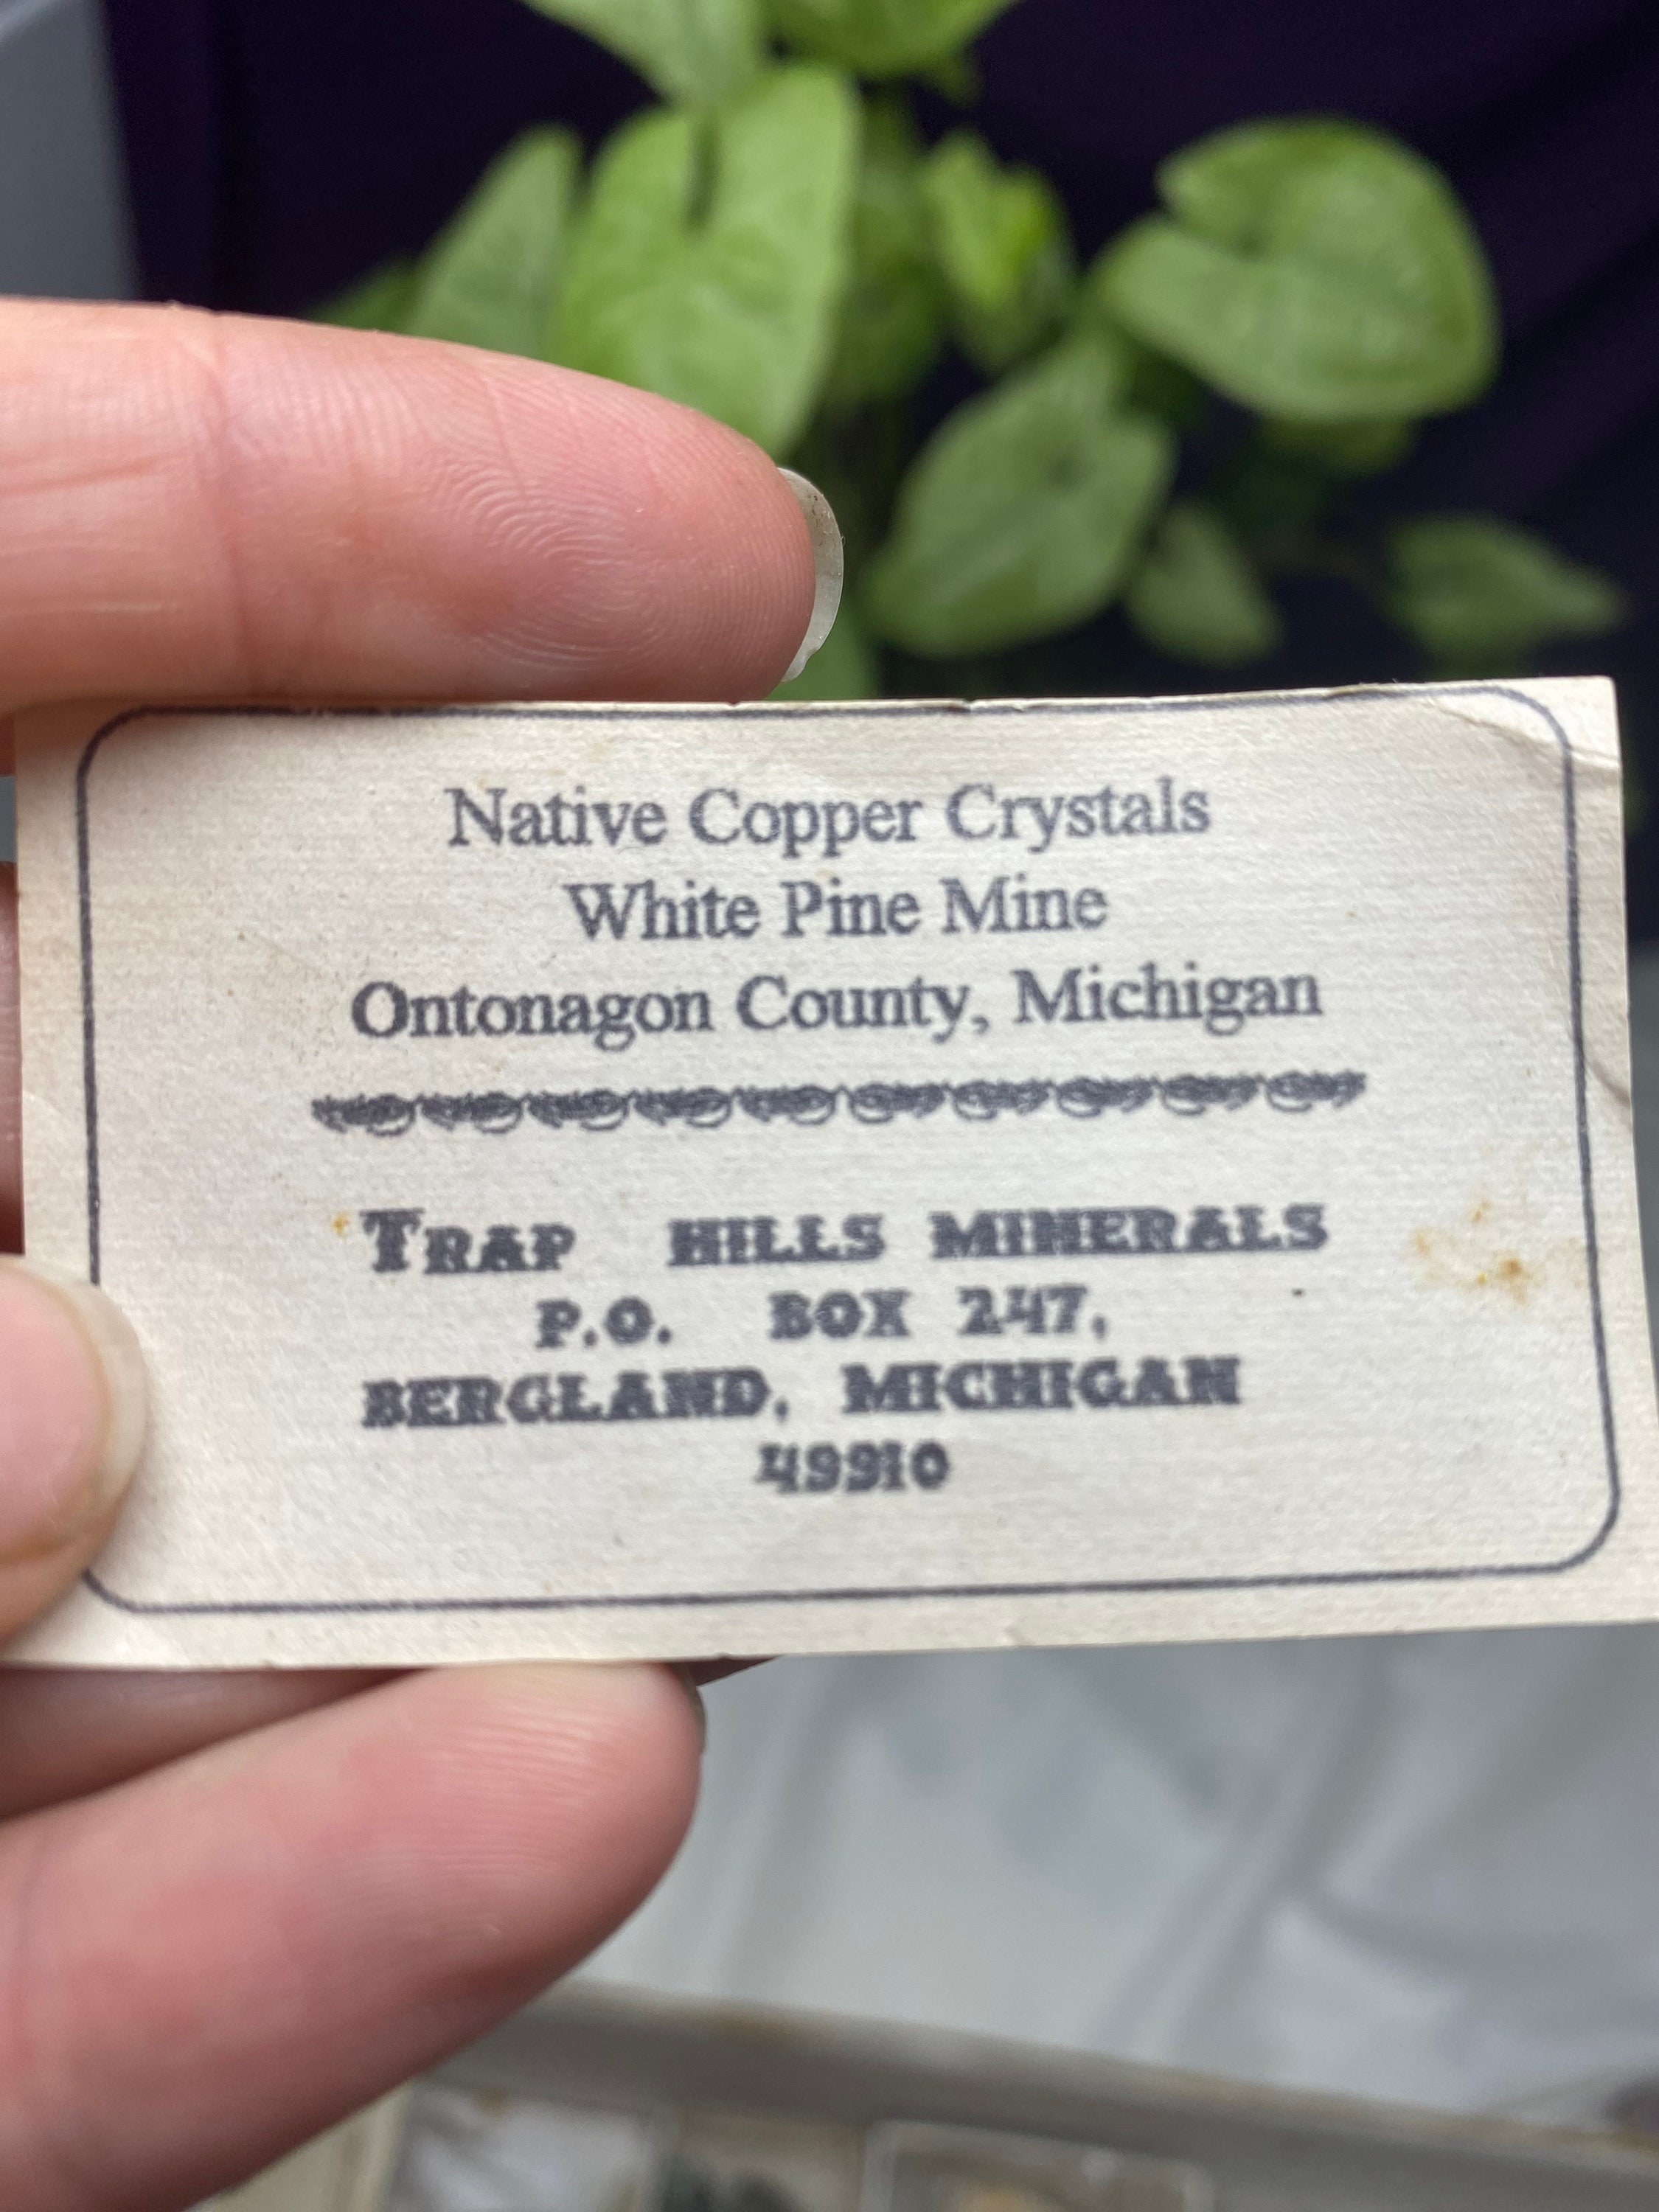 Native Copper Crystals
White Pine Mine
Ontonagon County, Michigan
TRAP HILLS MINERALS
P.O. BOX 247,
BERGLAND, MICHIGAN
49910